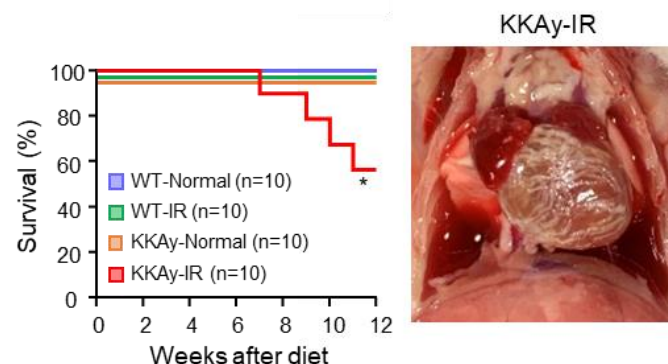 KKAy-IR
100
80
60
40
20
0
Survival (%)
WT-Normal (n=10)
WT-IR (n=10)
KKAy-Normal (n=10)
KKAy-IR (n=10)
*
0 2 4 6 8 10 12
Weeks after diet